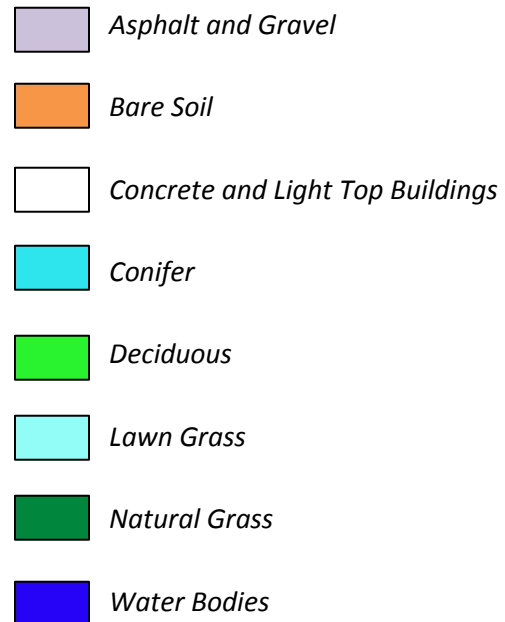 Asphalt and Gravel
Bare Soil
Concrete and Light Top Buildings
Conifer
Deciduous
Lawn Grass
Natural Grass
Water Bodies